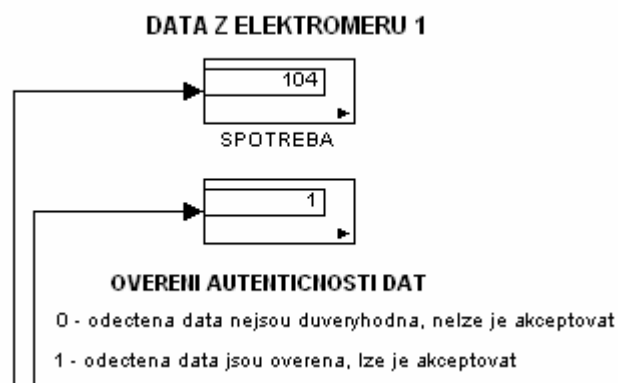 DATA Z ELEKTROMERU 1
104
SPOTREBA
1
OVERENI AUTENTICNOSTI DAT
0 - odectena data nejsou duveryhodna, nelze je akceptovat
1 - odectena data jsou overena, lze je akceptovat